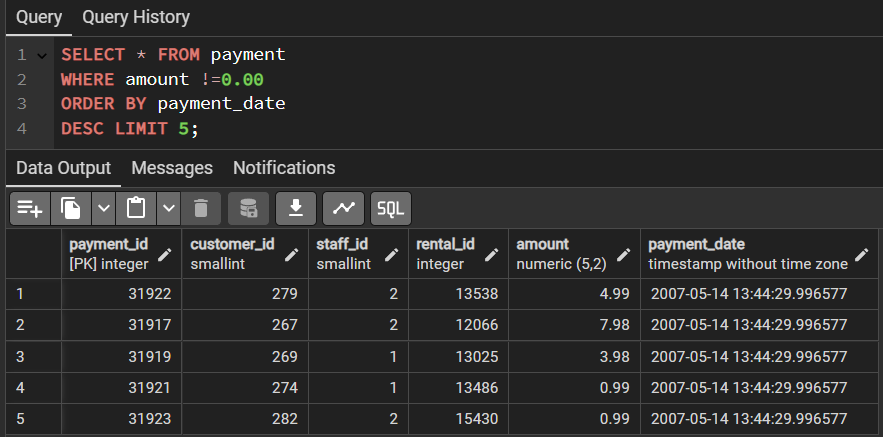 Query Query History
1 SELECT * FROM payment
2 WHERE amount !=0.00
3 ORDER BY payment_date
4 DESC LIMIT 5;
Data Output Messages Notifications
SQL
payment_id customer_id staff_id rental_id amount payment_date
[PK] integer smallint smallint integer numeric (5,2) timestamp without time zone
1 31922 279 2 13538 4.99 2007-05-14 13:44:29.996577
2 31917 267 2 12066 7.98 2007-05-14 13:44:29.996577
3 31919 269 1 13025 3.98 2007-05-14 13:44:29.996577
4 31921 274 1 13486 0.99 2007-05-14 13:44:29.996577
5 31923 282 2 15430 0.99 2007-05-14 13:44:29.996577